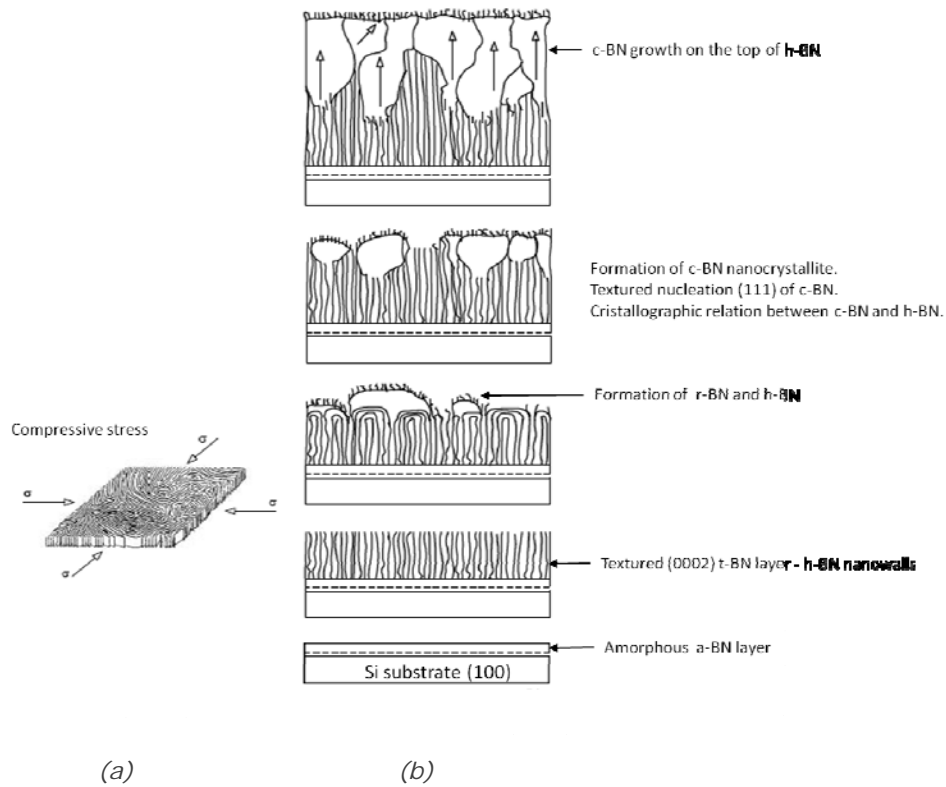 c-BN growth on the top of h-BN
Formation of c-BN nanocrystallite.
Textured nucleation (111) of c-BN.
Cristallographic relation between c-BN and h-BN.
Formation of r-BN and h-BN
Compressive stress
σ
σ
σ
σ
Textured (0002) t-BN layer - h-BN nanowalls
Amorphous a-BN layer
Si substrate (100)
(a)
(b)